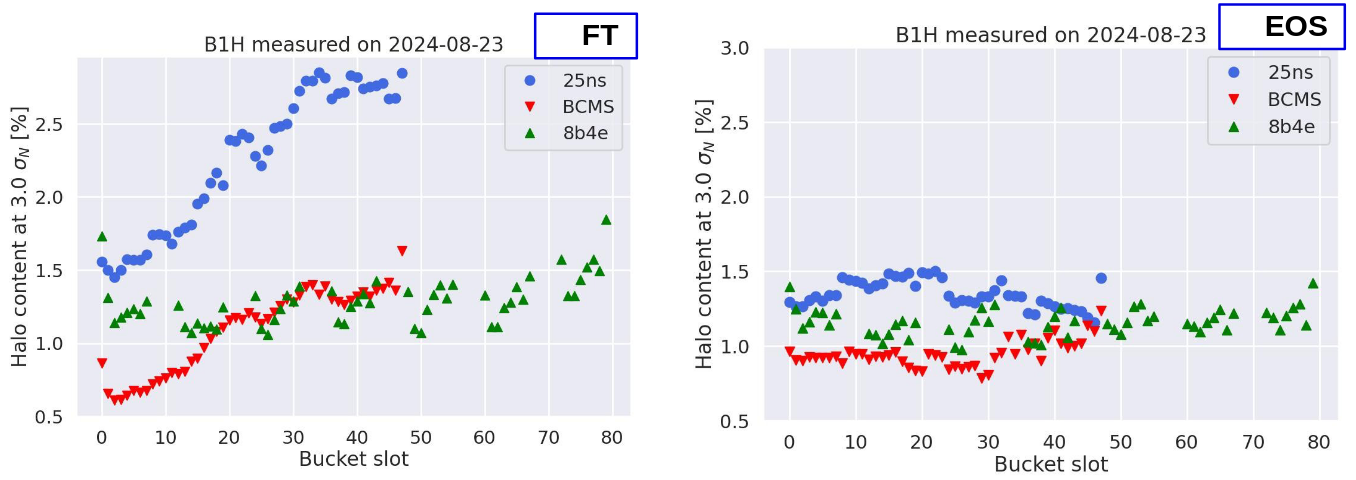 FT
B1H measured on 2024-08-23
25ns
BCMS
8b4e
Halo content at 3.0 σN [%]
2.5
2.0
1.5
1.0
0.5
0 10 20 30 40 50 60 70 80
Bucket slot
EOS
B1H measured on 2024-08-23
25ns
BCMS
8b4e
Halo content at 3.0 σN [%]
3.0
2.5
2.0
1.5
1.0
0.5
0 10 20 30 40 50 60 70 80
Bucket slot